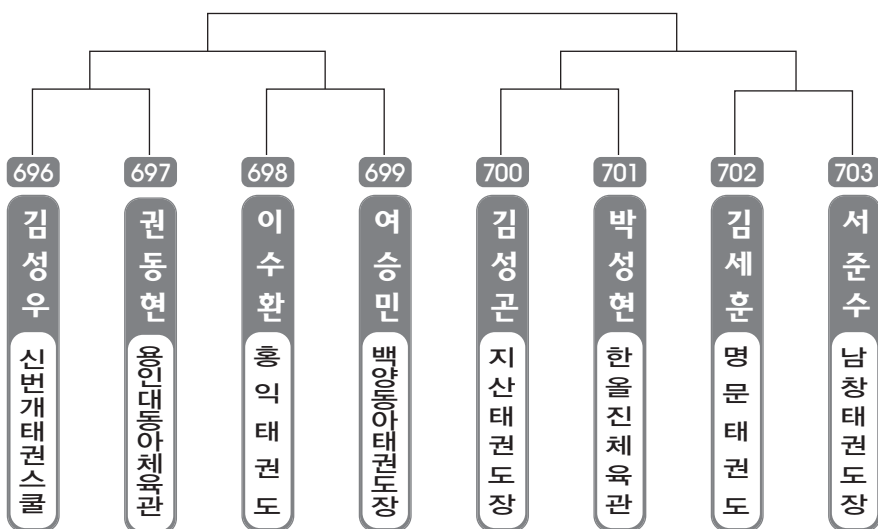 696
김성우
신번개태권스쿨
697
권동현
용인대동아체육관
698
이수환
홍익태권도
699
여승민
백양동아태권도장
700
김성곤
지산태권도장
701
박성현
한올진체육관
702
김세훈
명문태권도
703
서준수
남창태권도장